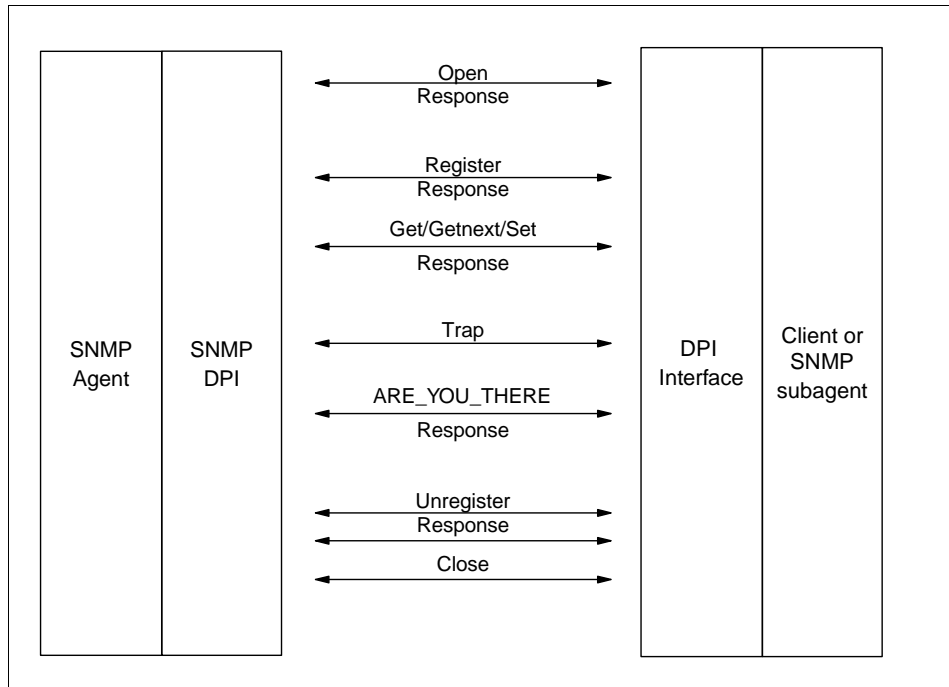 Open
Response
Register
Response
Get/Getnext/Set
Response
Trap
ARE_YOU_THERE
Response
Unregister
Response
Close
SNMP
Agent
SNMP
DPI
DPI
Interface
Client or
SNMP
subagent